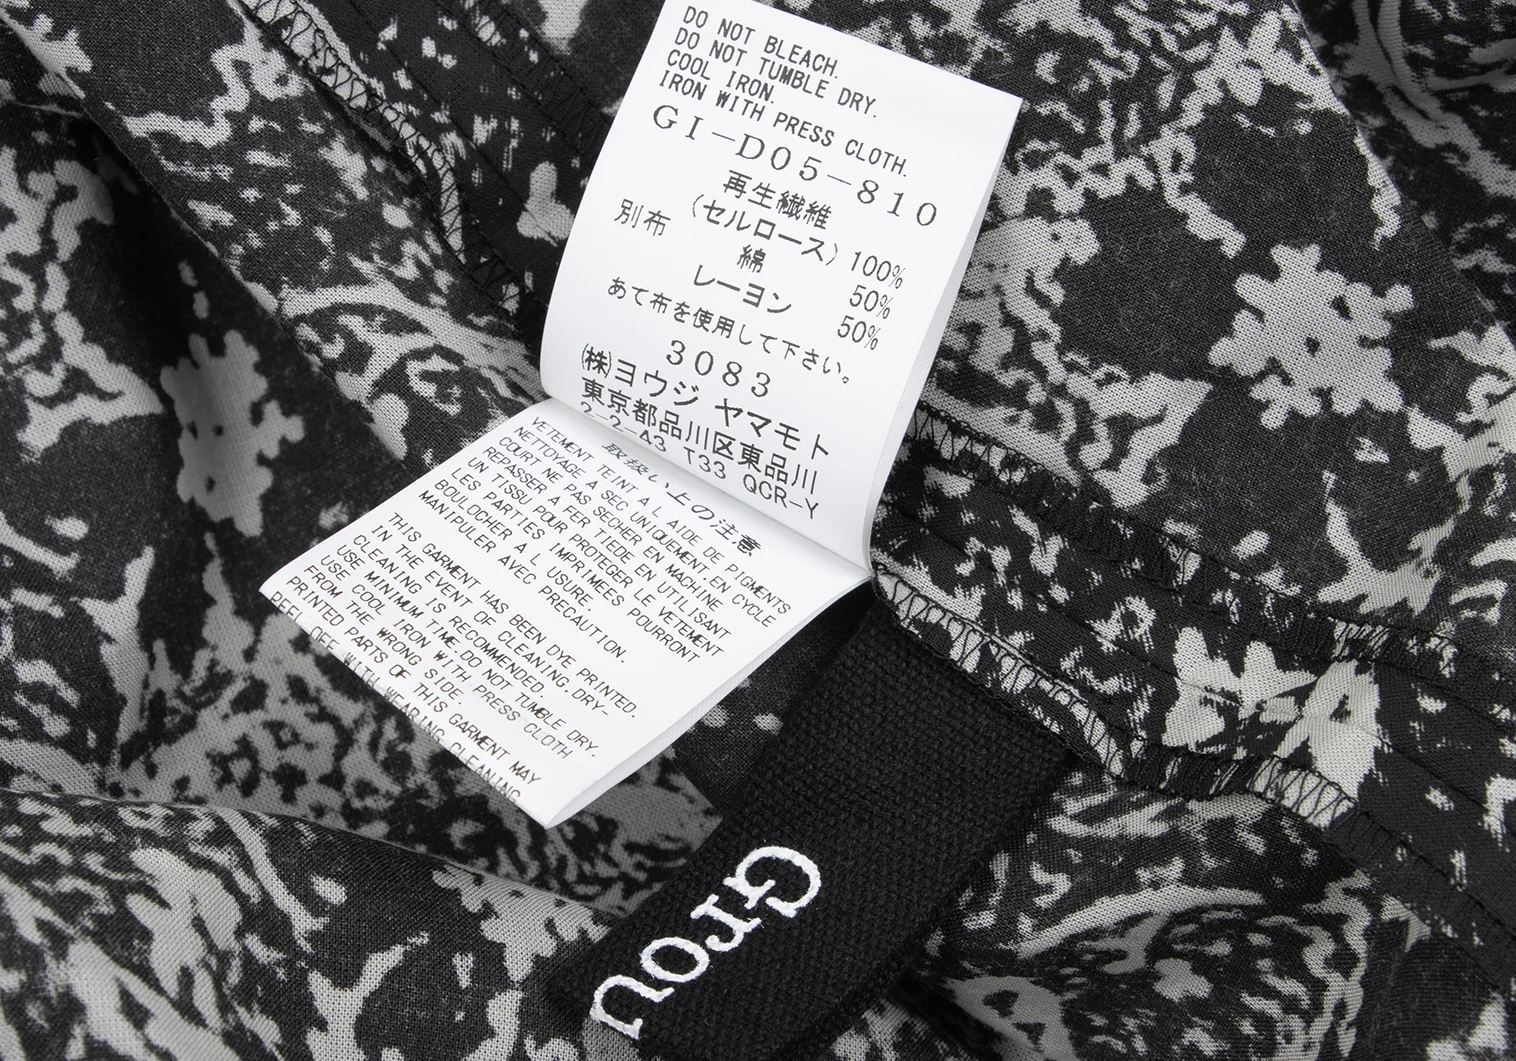 DO NOT BLEACH.
DO NOT TUMBLE DRY.
COOL IRON.
IRON WITH PRESS CLOTH.
GI-D05-810
再生繊維
(セルロース) 100%
別布 綿 50%
レーヨン 50%
あて布を使用して下さい。
3083
(株)ヨウジ ヤマモト
東京都品川区東品川
2-2-43 T33 QCR-Y
取扱い上の注意
VETEMENT TEINT A L AIDE DE PIGMENTS
NETTOYAGE A SEC UNIQUEMENT.EN CYCLE
COURT NE PAS SECHER EN MACHINE
REPASSER A FER TIEDE EN UTILISANT
UN TISSU POUR PROTEGER LE VETEMENT
LES PARTIES IMPRIMEES POURRONT
BOULOCHER A L USURE.
MANIPULER AVEC PRECAUTION.
THIS GARMENT HAS BEEN DYE PRINTED.
IN THE EVENT OF CLEANING.DRY-
CLEANING IS RECOMMENDED.
USE MINIMUM TIME.DO NOT TUMBLE DRY.
USE COOL IRON WITH PRESS CLOTH
FROM THE WRONG SIDE.
PRINTED PARTS OF THIS GARMENT MAY
PEEL OFF WITH WEARING CLEANING
Grou